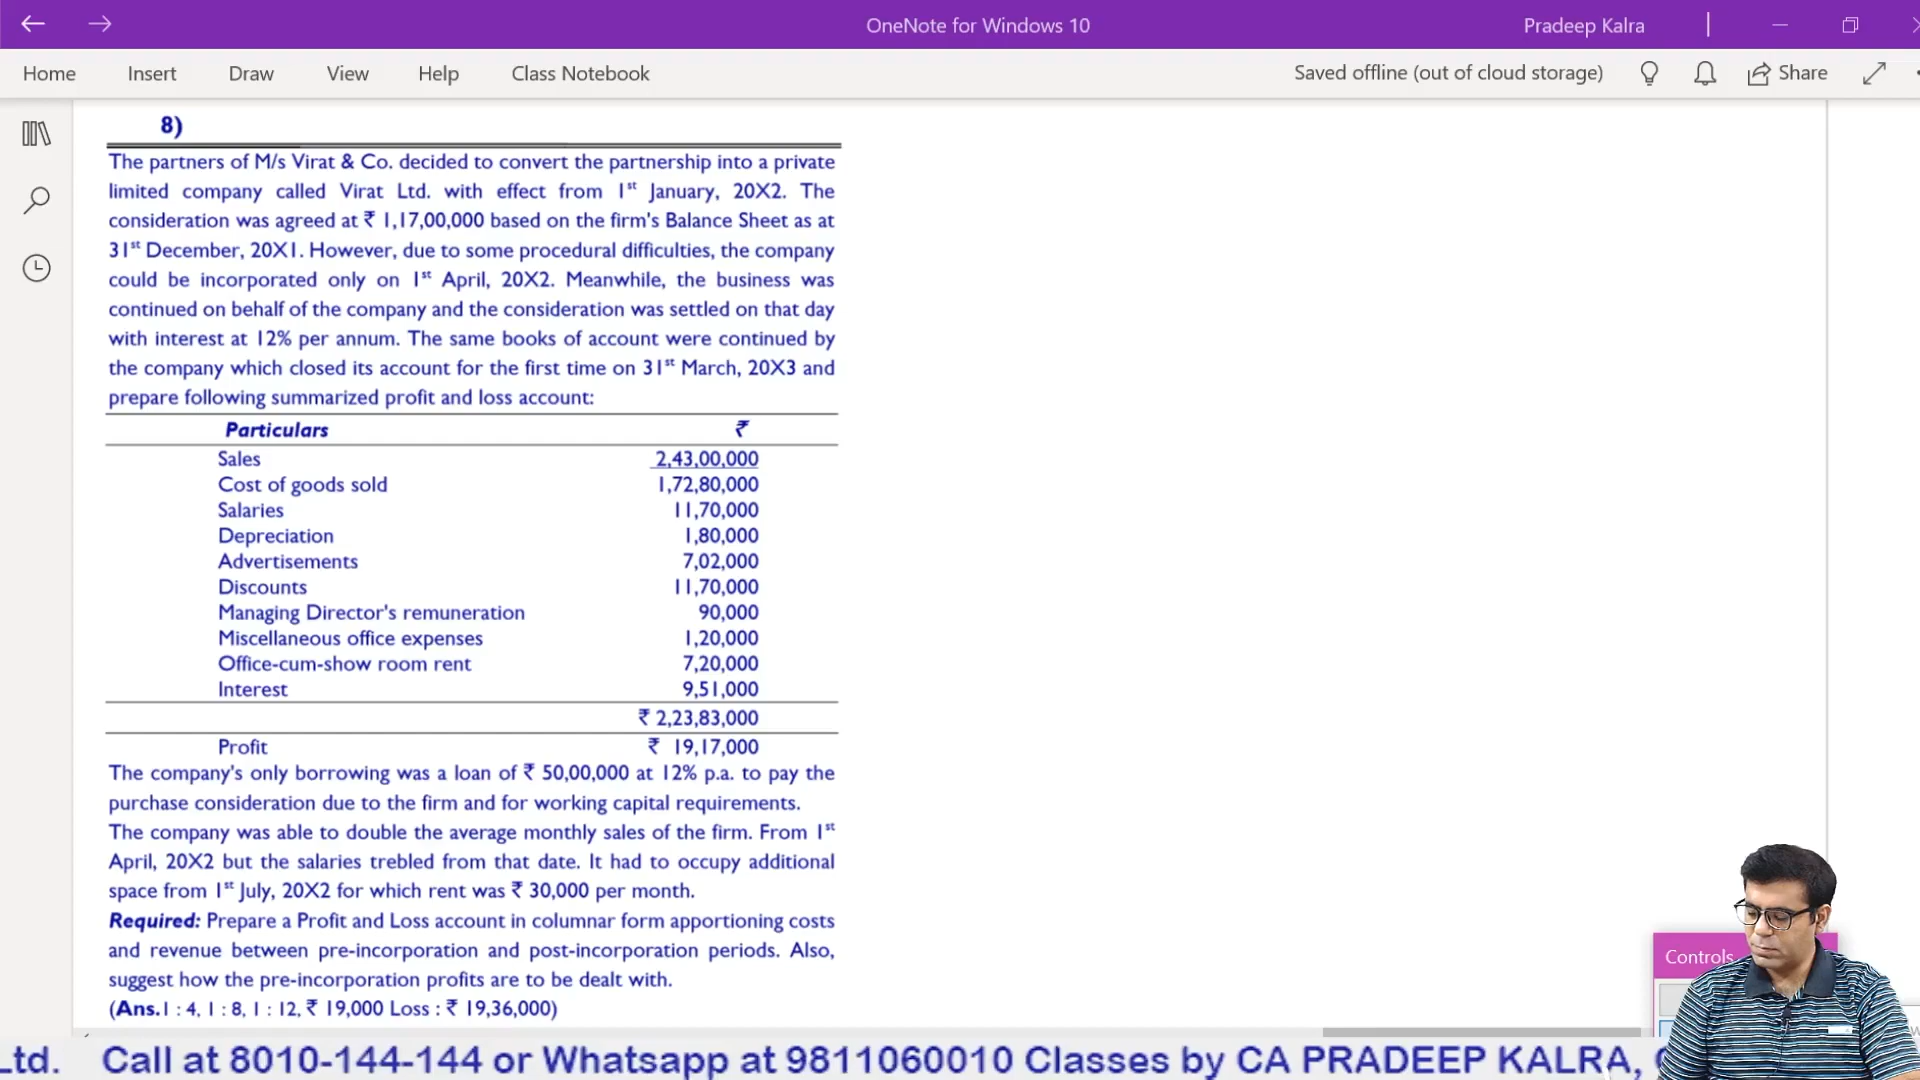 OneNote for Windows 10
Pradeep Kalra
Home Insert Draw View Help Class Notebook
Saved offline (out of cloud storage)
Share
8)
The partners of M/s Virat & Co. decided to convert the partnership into a private
limited company called Virat Ltd. with effect from 1st January, 20X2. The
consideration was agreed at ₹ 1,17,00,000 based on the firm's Balance Sheet as at
31st December, 20X1. However, due to some procedural difficulties, the company
could be incorporated only on 1st April, 20X2. Meanwhile, the business was
continued on behalf of the company and the consideration was settled on that day
with interest at 12% per annum. The same books of account were continued by
the company which closed its account for the first time on 31st March, 20X3 and
prepare following summarized profit and loss account:
Particulars ₹
Sales 2,43,00,000
Cost of goods sold 1,72,80,000
Salaries 11,70,000
Depreciation 1,80,000
Advertisements 7,02,000
Discounts 11,70,000
Managing Director's remuneration 90,000
Miscellaneous office expenses 1,20,000
Office-cum-show room rent 7,20,000
Interest 9,51,000
₹ 2,23,83,000
Profit ₹ 19,17,000
The company's only borrowing was a loan of ₹ 50,00,000 at 12% p.a. to pay the
purchase consideration due to the firm and for working capital requirements.
The company was able to double the average monthly sales of the firm. From 1st
April, 20X2 but the salaries trebled from that date. It had to occupy additional
space from 1st July, 20X2 for which rent was ₹ 30,000 per month.
Required: Prepare a Profit and Loss account in columnar form apportioning costs
and revenue between pre-incorporation and post-incorporation periods. Also,
suggest how the pre-incorporation profits are to be dealt with.
(Ans.1 : 4, 1 : 8, 1 : 12, ₹ 19,000 Loss : ₹ 19,36,000)
Controls
Ltd. Call at 8010-144-144 or Whatsapp at 9811060010 Classes by CA PRADEEP KALRA,